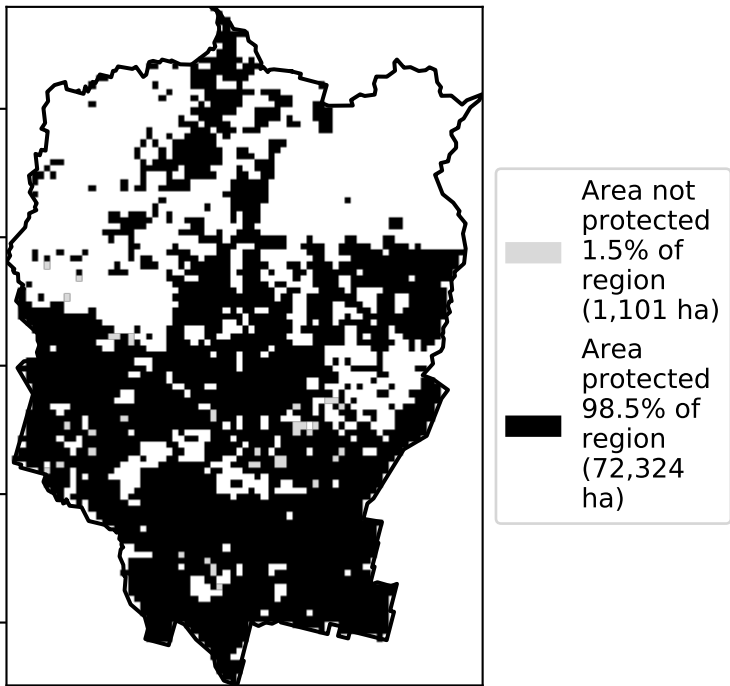 Area not
protected
1.5% of
region
(1,101 ha)
Area
protected
98.5% of
region
(72,324
ha)